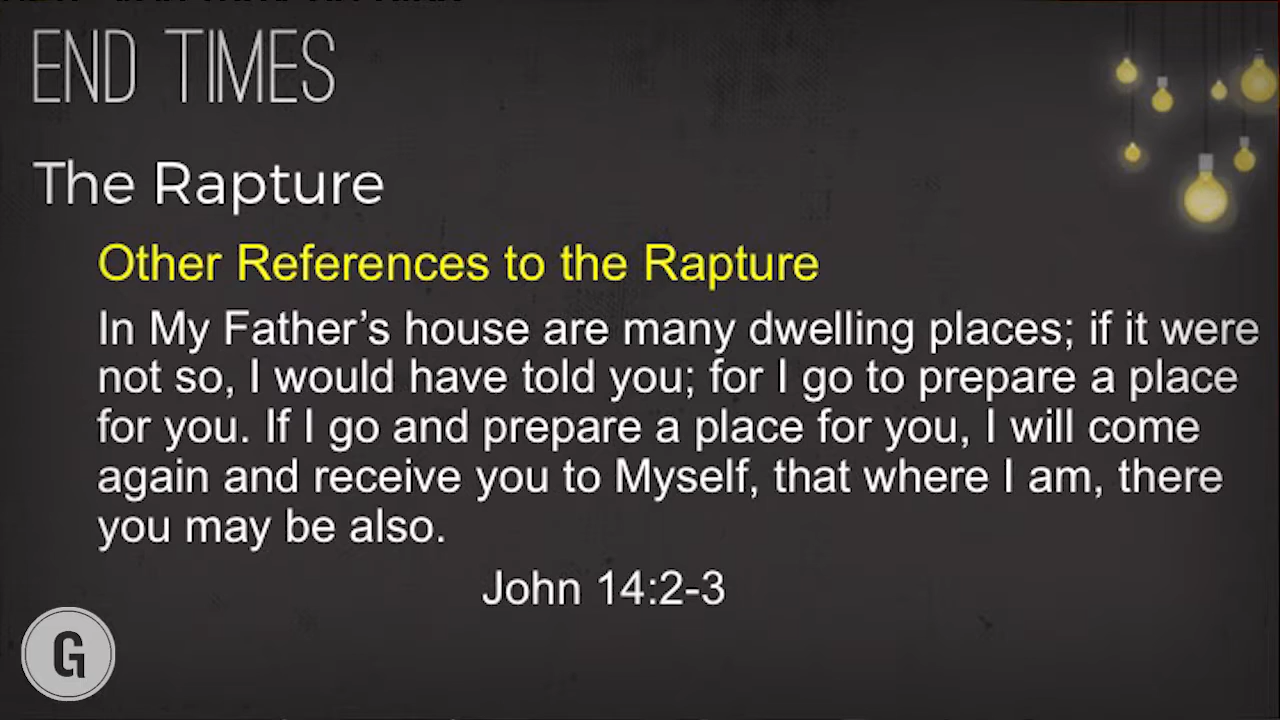 END TIMES
The Rapture
Other References to the Rapture
In My Father’s house are many dwelling places; if it were
not so, I would have told you; for I go to prepare a place
for you. If I go and prepare a place for you, I will come
again and receive you to Myself, that where I am, there
you may be also.
John 14:2-3
G